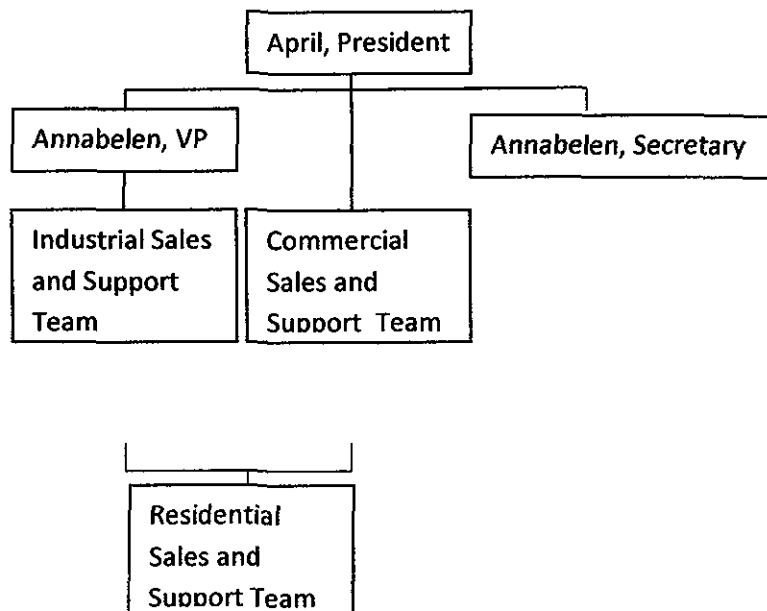 April, President
Annabelen, VP
Annabelen, Secretary
Industrial Sales
and Support
Team
Commercial
Sales and
Support Team
Residential
Sales and
Support Team